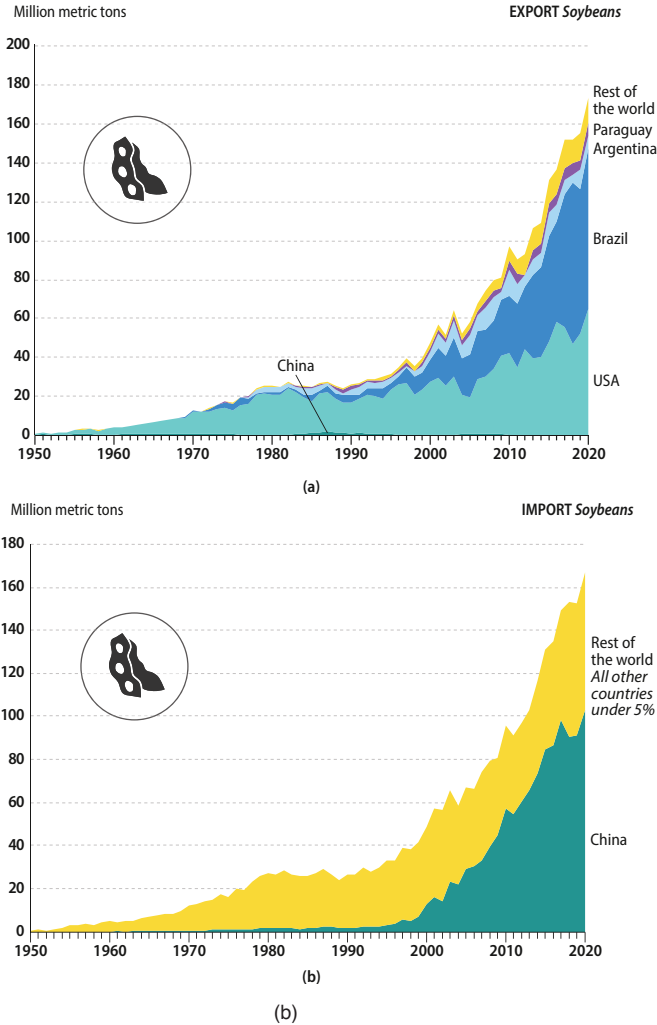 Million metric tons EXPORT Soybeans
200
180
Rest of
the world
160
Paraguay
Argentina
140
120
Brazil
100
80
60
40
China
USA
20
0
1950 1960 1970 1980 1990 2000 2010 2020
(a)
Million metric tons IMPORT Soybeans
180
160
140
Rest of
the world
All other
countries
under 5%
120
100
80
60
China
40
20
0
1950 1960 1970 1980 1990 2000 2010 2020
(b)
(b)